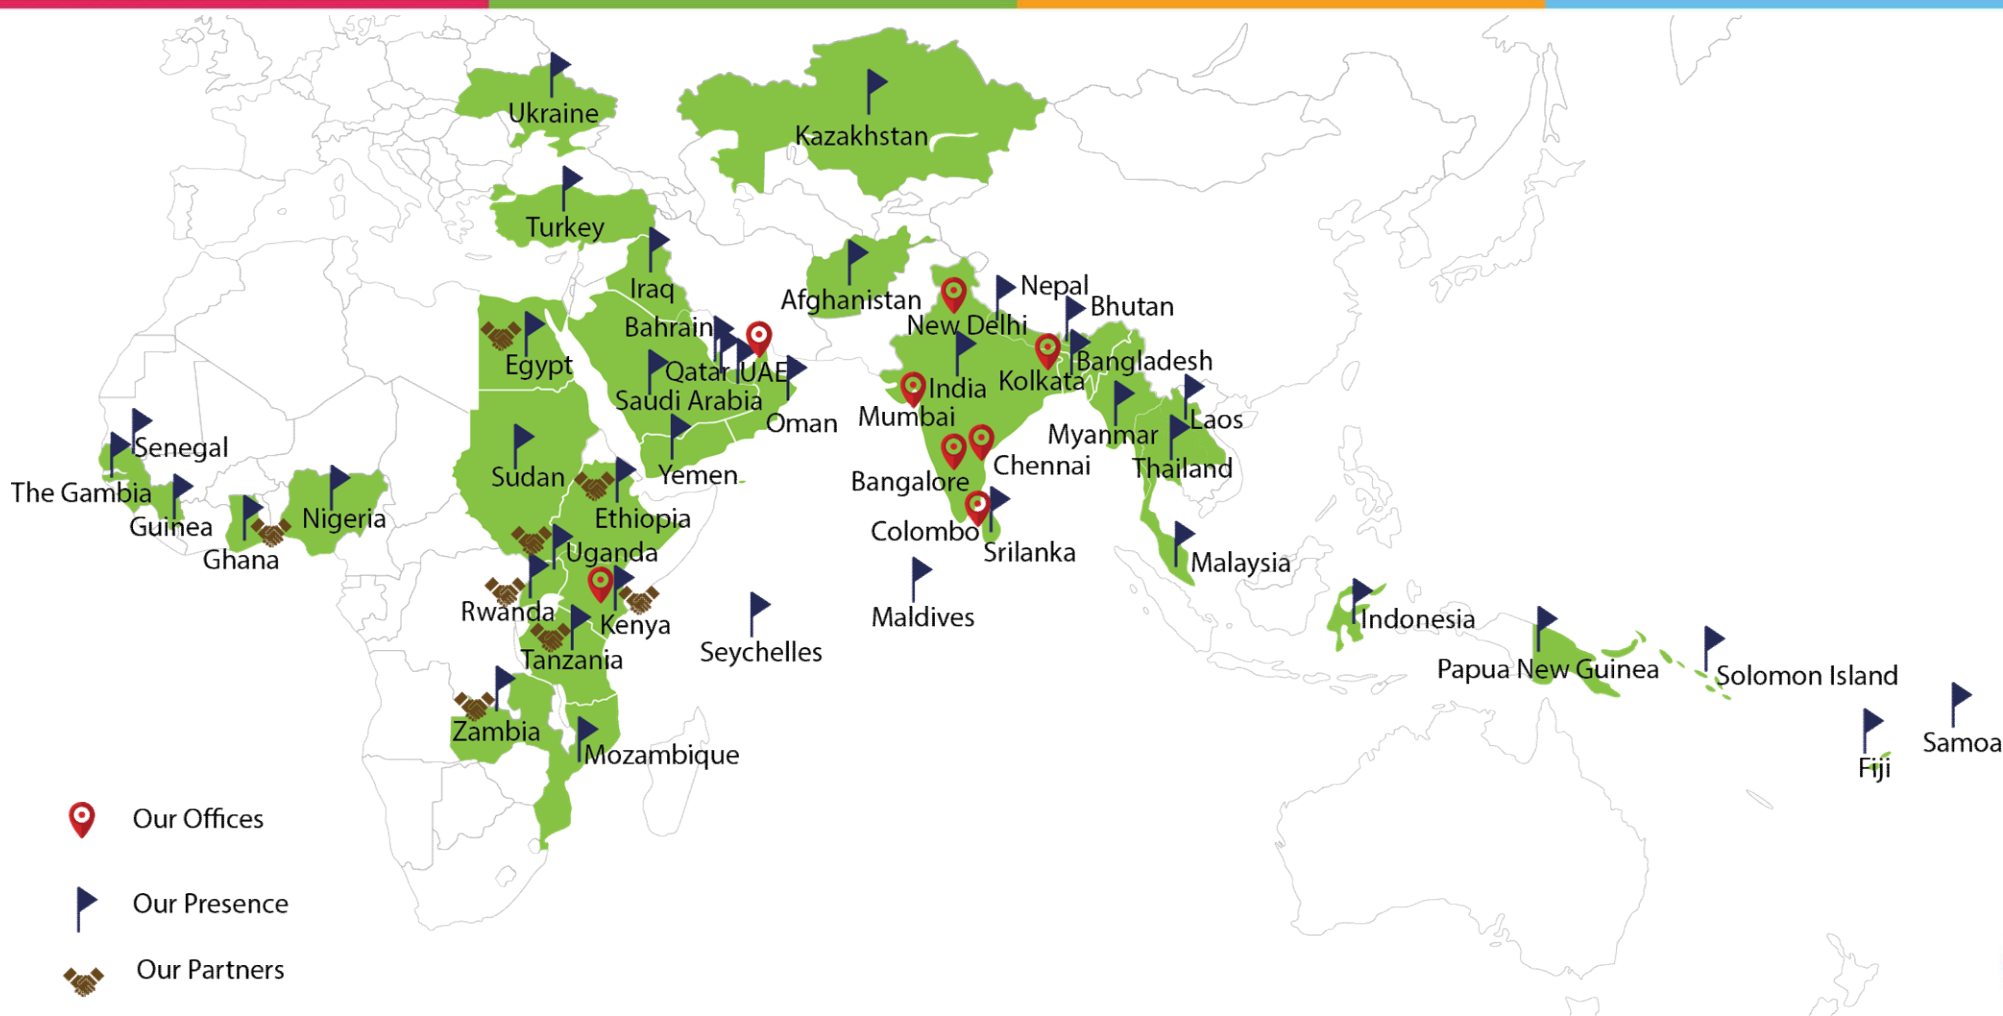 Ukraine
Kazakhstan
Turkey
Iraq
Afghanistan
Nepal
Bhutan
New Delhi
Bahrain
Egypt
Qatar
UAE
Bangladesh
Kolkata
India
Saudi Arabia
Mumbai
Oman
Laos
Myanmar
Senegal
Chennai
Thailand
Sudan
Yemen
Bangalore
The Gambia
Guinea
Nigeria
Ethiopia
Colombo
Srilanka
Uganda
Ghana
Malaysia
Rwanda
Kenya
Maldives
Indonesia
Seychelles
Tanzania
Papua New Guinea
Solomon Island
Zambia
Samoa
Mozambique
Fiji
Our Offices
Our Presence
Our Partners